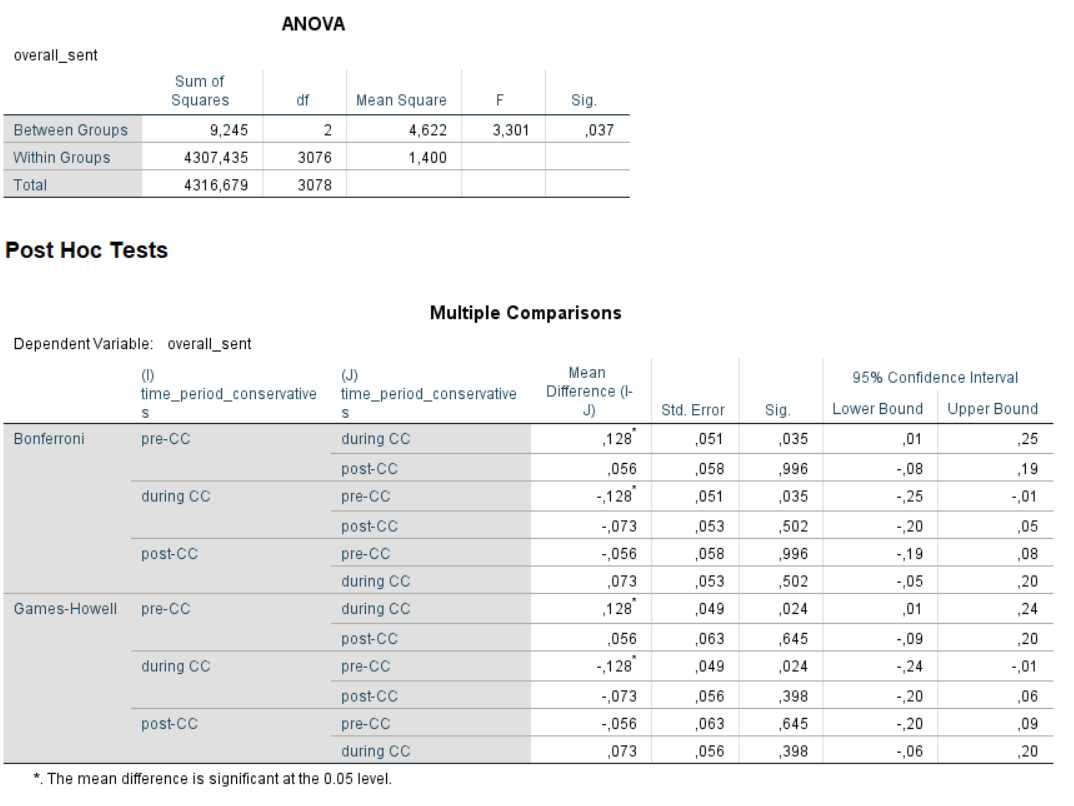 ANOVA
overall_sent
Sum of
Squares df Mean Square F Sig.
Between Groups 9,245 2 4,622 3,301 ,037
Within Groups 4307,435 3076 1,400
Total 4316,679 3078
Post Hoc Tests
Multiple Comparisons
Dependent Variable: overall_sent
(I)
time_period_conservative
s
(J)
time_period_conservative
s
Mean
Difference (I-
J) Std. Error Sig. 95% Confidence Interval
Lower Bound Upper Bound
Bonferroni pre-CC during CC ,128* ,051 ,035 ,01 ,25
post-CC ,056 ,058 ,996 -,08 ,19
during CC pre-CC -,128* ,051 ,035 -,25 -,01
post-CC -,073 ,053 ,502 -,20 ,05
post-CC pre-CC -,056 ,058 ,996 -,19 ,08
during CC ,073 ,053 ,502 -,05 ,20
Games-Howell pre-CC during CC ,128* ,049 ,024 ,01 ,24
post-CC ,056 ,063 ,645 -,09 ,20
during CC pre-CC -,128* ,049 ,024 -,24 -,01
post-CC -,073 ,056 ,398 -,20 ,06
post-CC pre-CC -,056 ,063 ,645 -,20 ,09
during CC ,073 ,056 ,398 -,06 ,20
*. The mean difference is significant at the 0.05 level.